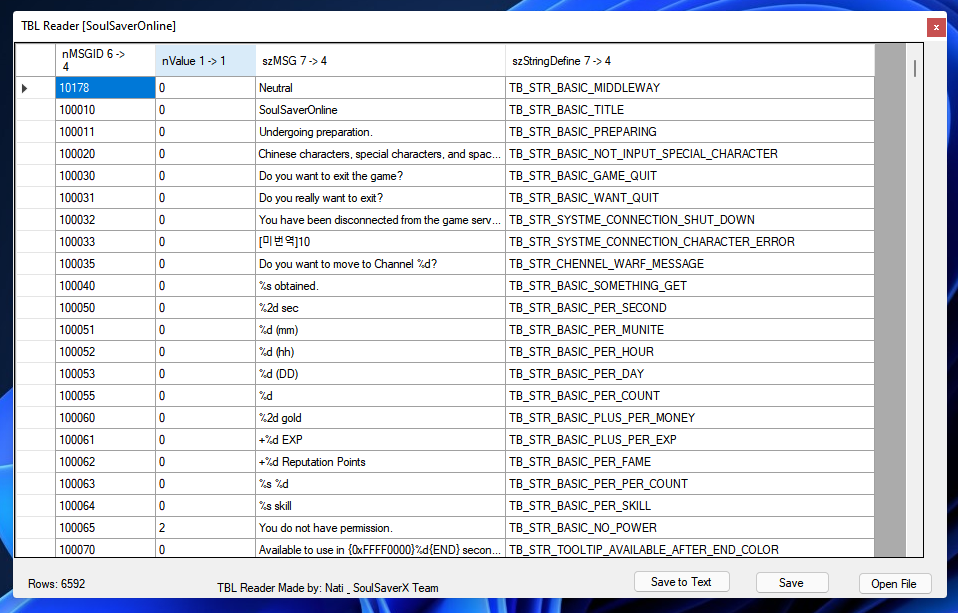 TBL Reader [SoulSaverOnline]
x
nMSGID 6 ->
4
nValue 1 -> 1 szMSG 7 -> 4 szStringDefine 7 -> 4
10178 0 Neutral TB_STR_BASIC_MIDDLEWAY
100010 0 SoulSaverOnline TB_STR_BASIC_TITLE
100011 0 Undergoing preparation. TB_STR_BASIC_PREPARING
100020 0 Chinese characters, special characters, and spac... TB_STR_BASIC_NOT_INPUT_SPECIAL_CHARACTER
100030 0 Do you want to exit the game? TB_STR_BASIC_GAME_QUIT
100031 0 Do you really want to exit? TB_STR_BASIC_WANT_QUIT
100032 0 You have been disconnected from the game serv... TB_STR_SYSTME_CONNECTION_SHUT_DOWN
100033 0 [미번역]10 TB_STR_SYSTME_CONNECTION_CHARACTER_ERROR
100035 0 Do you want to move to Channel %d? TB_STR_CHENNEL_WARF_MESSAGE
100040 0 %s obtained. TB_STR_BASIC_SOMETHING_GET
100050 0 %2d sec TB_STR_BASIC_PER_SECOND
100051 0 %d (mm) TB_STR_BASIC_PER_MUNITE
100052 0 %d (hh) TB_STR_BASIC_PER_HOUR
100053 0 %d (DD) TB_STR_BASIC_PER_DAY
100055 0 %d TB_STR_BASIC_PER_COUNT
100060 0 %2d gold TB_STR_BASIC_PLUS_PER_MONEY
100061 0 +%d EXP TB_STR_BASIC_PLUS_PER_EXP
100062 0 +%d Reputation Points TB_STR_BASIC_PER_FAME
100063 0 %s %d TB_STR_BASIC_PER_PER_COUNT
100064 0 %s skill TB_STR_BASIC_PER_SKILL
100065 2 You do not have permission. TB_STR_BASIC_NO_POWER
100070 0 Available to use in {0xFFFF0000}%d{END} secon... TB_STR_TOOLTIP_AVAILABLE_AFTER_END_COLOR
Rows: 6592 TBL Reader Made by: Nati _ SoulSaverX Team Save to Text Save Open File